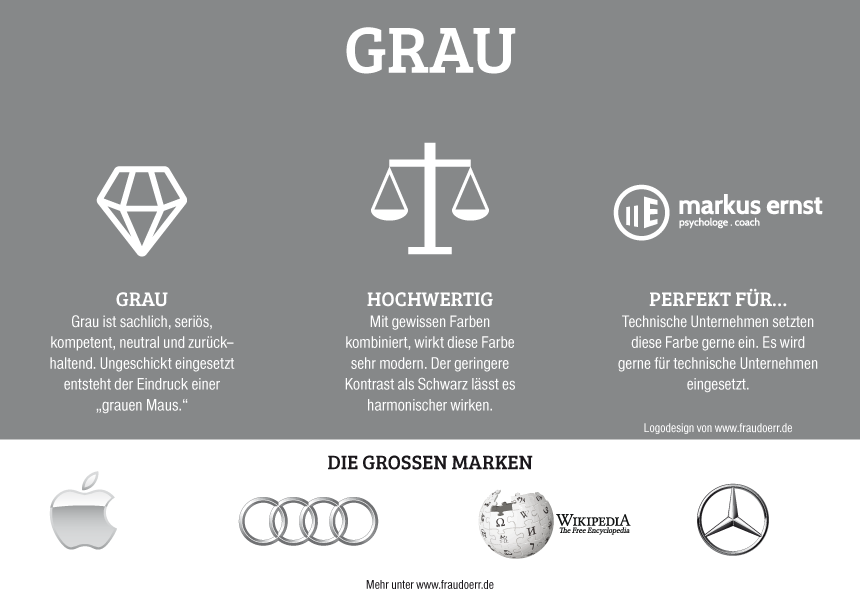 GRAU
markus ernst
psychologe . coach
GRAU
Grau ist sachlich, seriös,
kompetent, neutral und zurück–
haltend. Ungeschickt eingesetzt
entsteht der Eindruck einer
„grauen Maus.“
HOCHWERTIG
Mit gewissen Farben
kombiniert, wirkt diese Farbe
sehr modern. Der geringere
Kontrast als Schwarz lässt es
harmonischer wirken.
PERFEKT FÜR...
Technische Unternehmen setzten
diese Farbe gerne ein. Es wird
gerne für technische Unternehmen
eingesetzt.
Logodesign von www.fraudoerr.de
DIE GROSSEN MARKEN
Ω W И
WIKIPEDIA
The Free Encyclopedia
Mehr unter www.fraudoerr.de